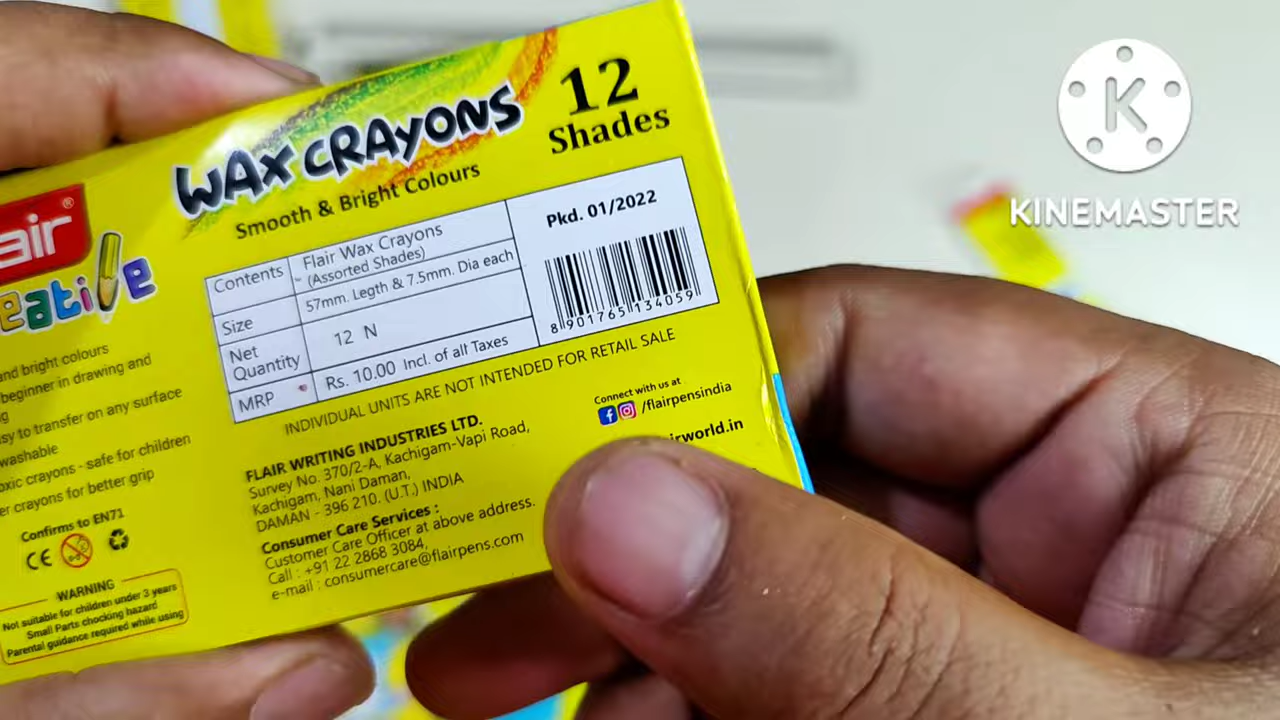 WAX CRAYONS
12
Shades
Smooth & Bright Colours
Contents Flair Wax Crayons
(Assorted Shades)
Size 57mm. Legth & 7.5mm. Dia each
Net
Quantity 12 N
MRP Rs. 10.00 Incl. of all Taxes
Pkd. 01/2022
8 901765 134059
INDIVIDUAL UNITS ARE NOT INTENDED FOR RETAIL SALE
FLAIR WRITING INDUSTRIES LTD.
Survey No. 370/2-A, Kachigam-Vapi Road,
Kachigam, Nani Daman,
DAMAN - 396 210. (U.T.) INDIA
Consumer Care Services :
Customer Care Officer at above address.
Call : +91 22 2868 3084,
e-mail : consumercare@flairpens.com
Connect with us at
/flairpensindia
irworld.in
air®
eative
and bright colours
beginner in drawing and
sy to transfer on any surface
washable
oxic crayons - safe for children
er crayons for better grip
Confirms to EN71
CE
WARNING
Not suitable for children under 3 years
Small Parts chocking hazard
Parental guidance required while using
K
KINEMASTER